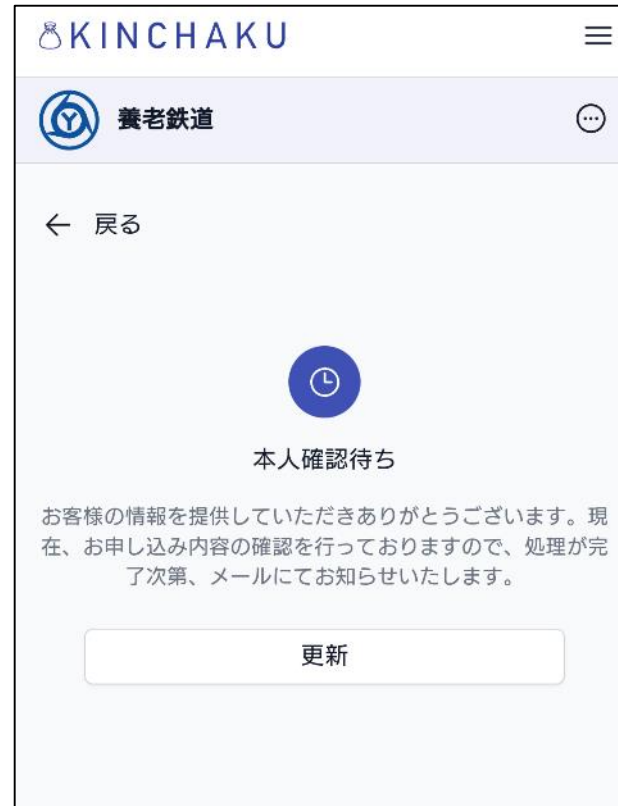 KINCHAKU
養老鉄道
← 戻る
本人確認待ち
お客様の情報を提供していただきありがとうございます。現
在、お申し込み内容の確認を行っておりますので、処理が完
了次第、メールにてお知らせいたします。
更新